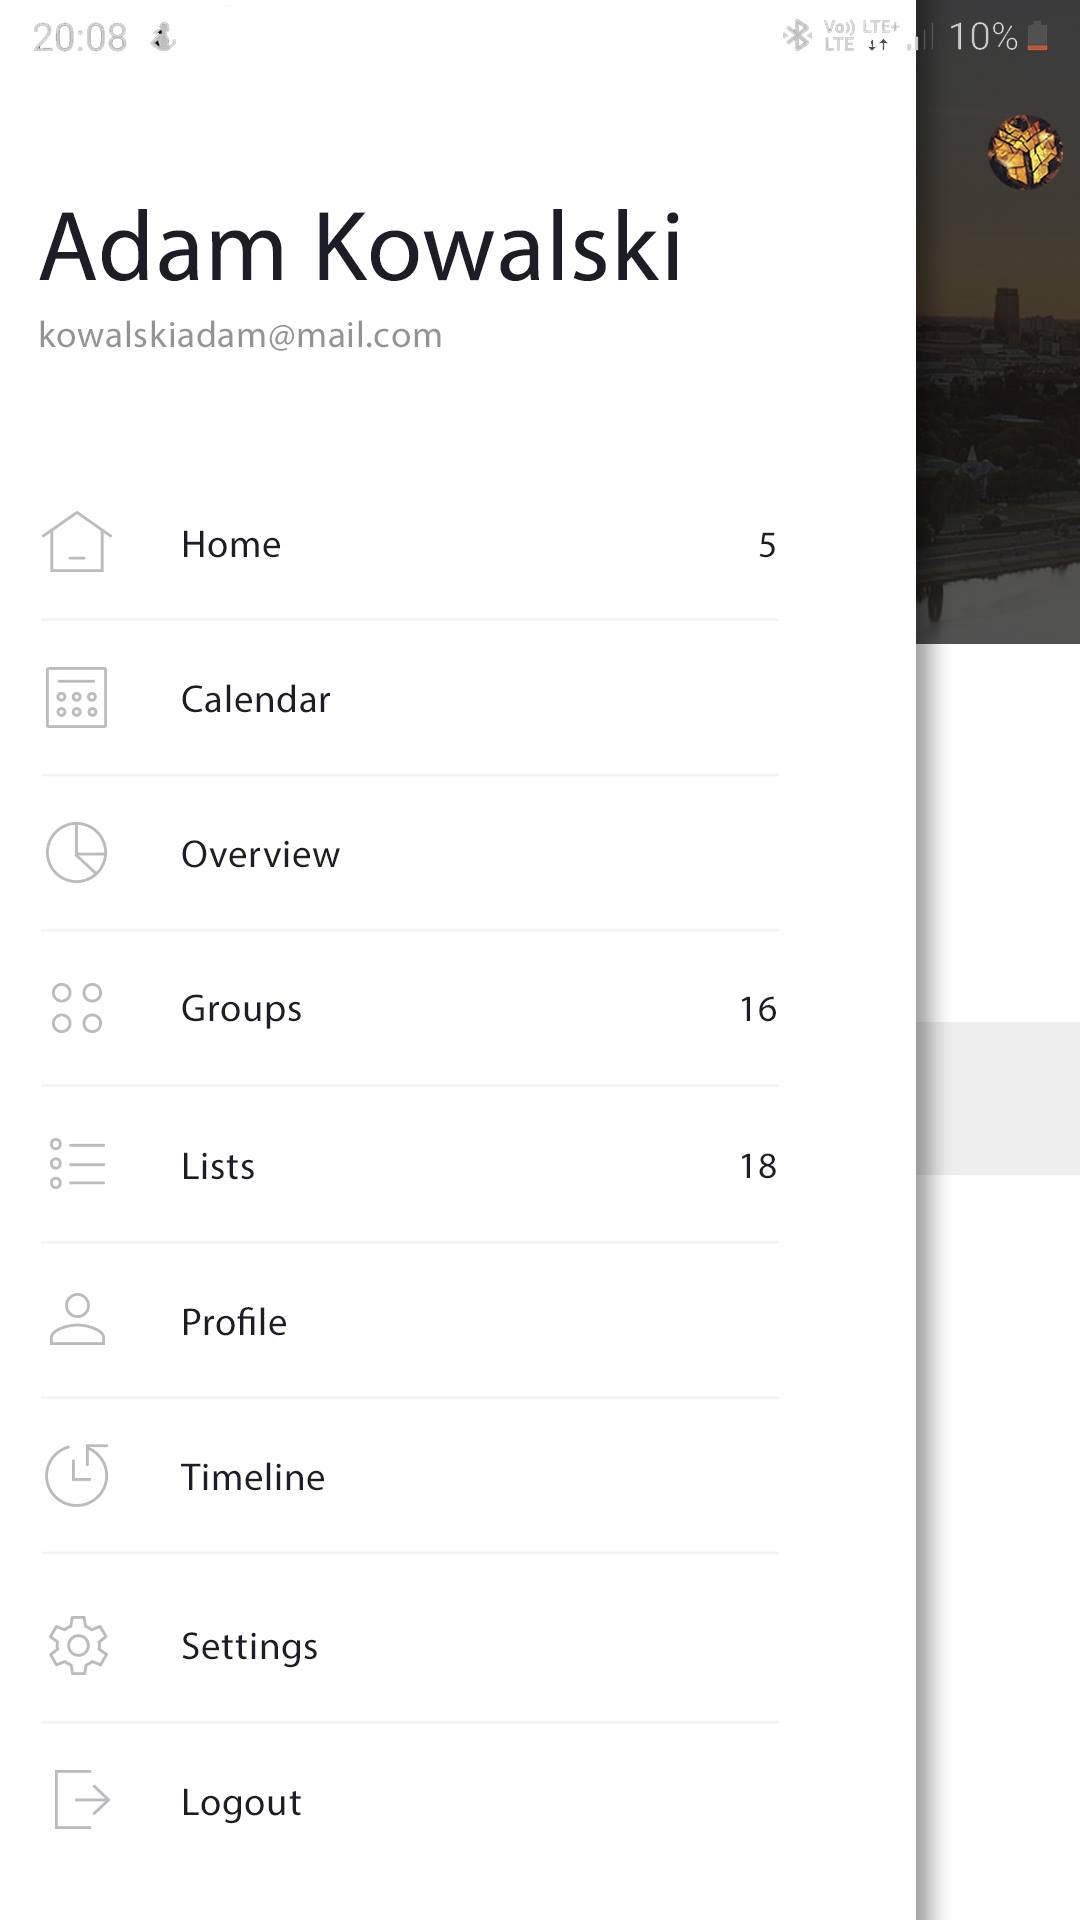 20:08 Vo)) LTE LTE+ 10%
Adam Kowalski
kowalskiadam@mail.com
Home 5
Calendar
Overview
Groups 16
Lists 18
Profile
Timeline
Settings
Logout